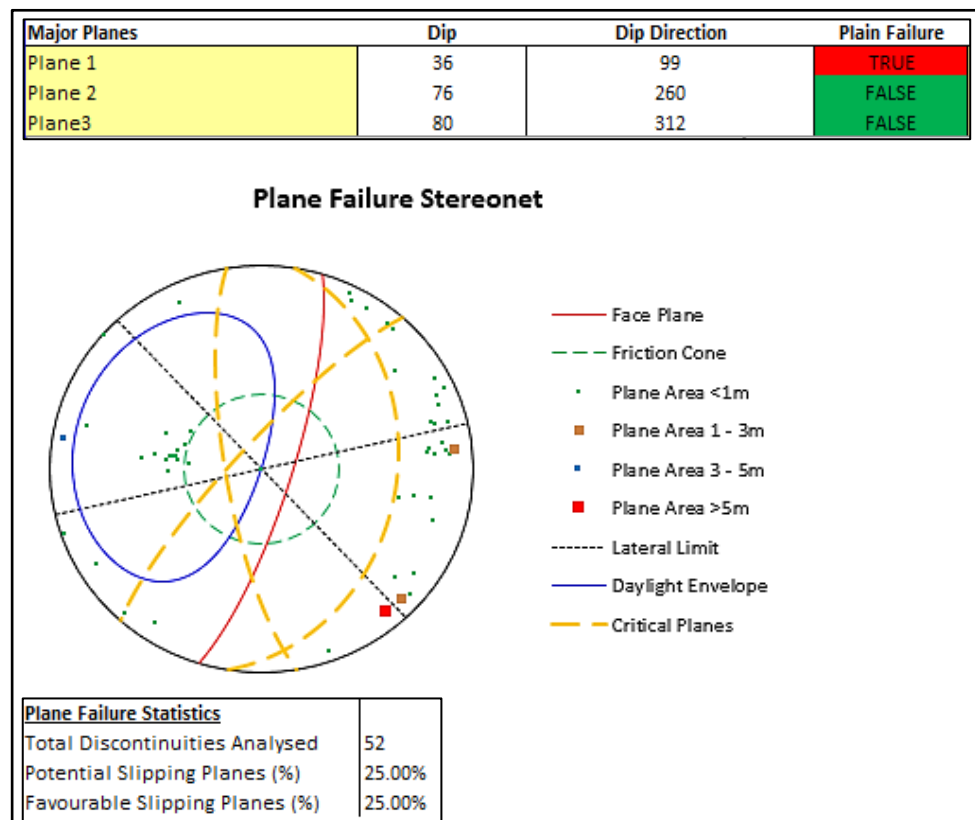 Major Planes Dip Dip Direction Plain Failure
Plane 1 36 99 TRUE
Plane 2 76 260 FALSE
Plane3 80 312 FALSE
Plane Failure Stereonet
Face Plane
Friction Cone
Plane Area <1m
Plane Area 1 - 3m
Plane Area 3 - 5m
Plane Area >5m
Lateral Limit
Daylight Envelope
Critical Planes
Plane Failure Statistics
Total Discontinuities Analysed 52
Potential Slipping Planes (%) 25.00%
Favourable Slipping Planes (%) 25.00%